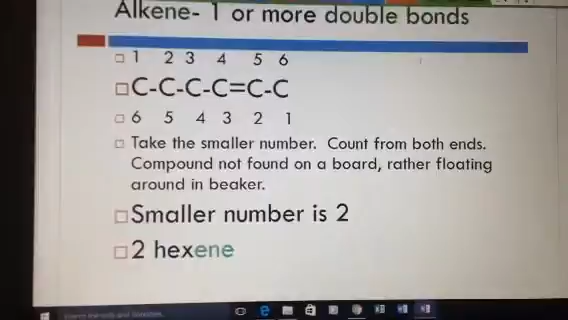 Alkene- 1 or more double bonds
1 2 3 4 5 6
C-C-C-C=C-C
6 5 4 3 2 1
Take the smaller number. Count from both ends.
Compound not found on a board, rather floating
around in beaker.
Smaller number is 2
2 hexene